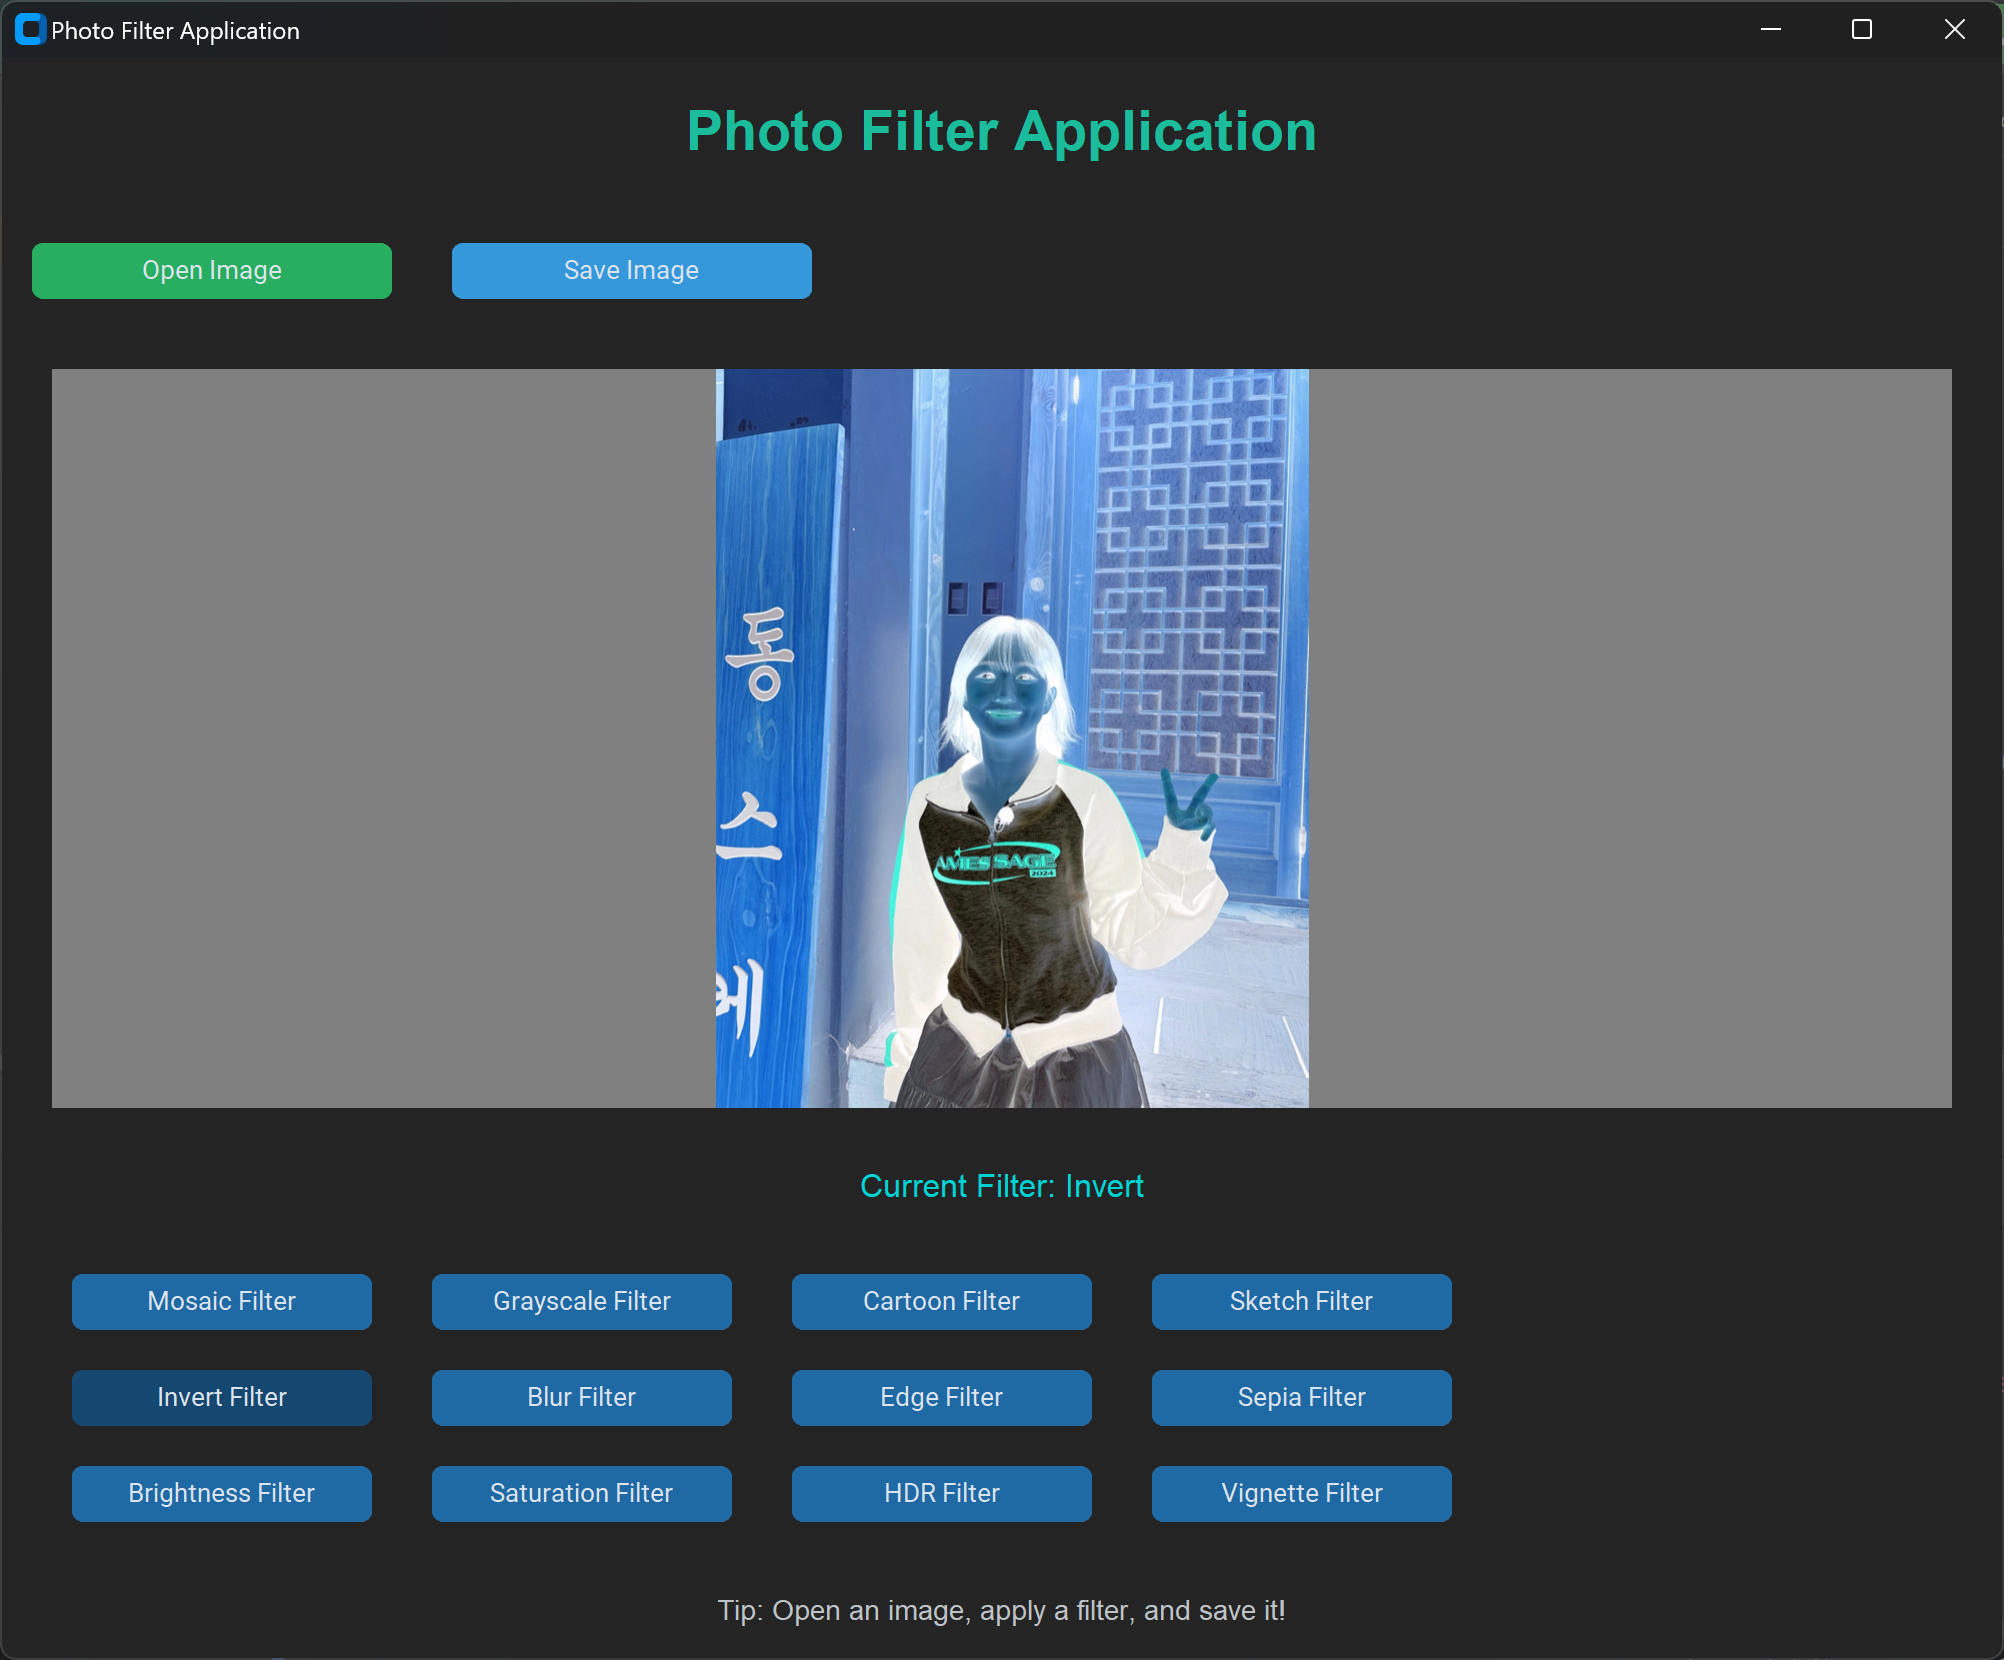 Photo Filter Application
Photo Filter Application
Open Image
Save Image
동
스
베
AMES SAGE
2024
Current Filter: Invert
Mosaic Filter
Grayscale Filter
Cartoon Filter
Sketch Filter
Invert Filter
Blur Filter
Edge Filter
Sepia Filter
Brightness Filter
Saturation Filter
HDR Filter
Vignette Filter
Tip: Open an image, apply a filter, and save it!